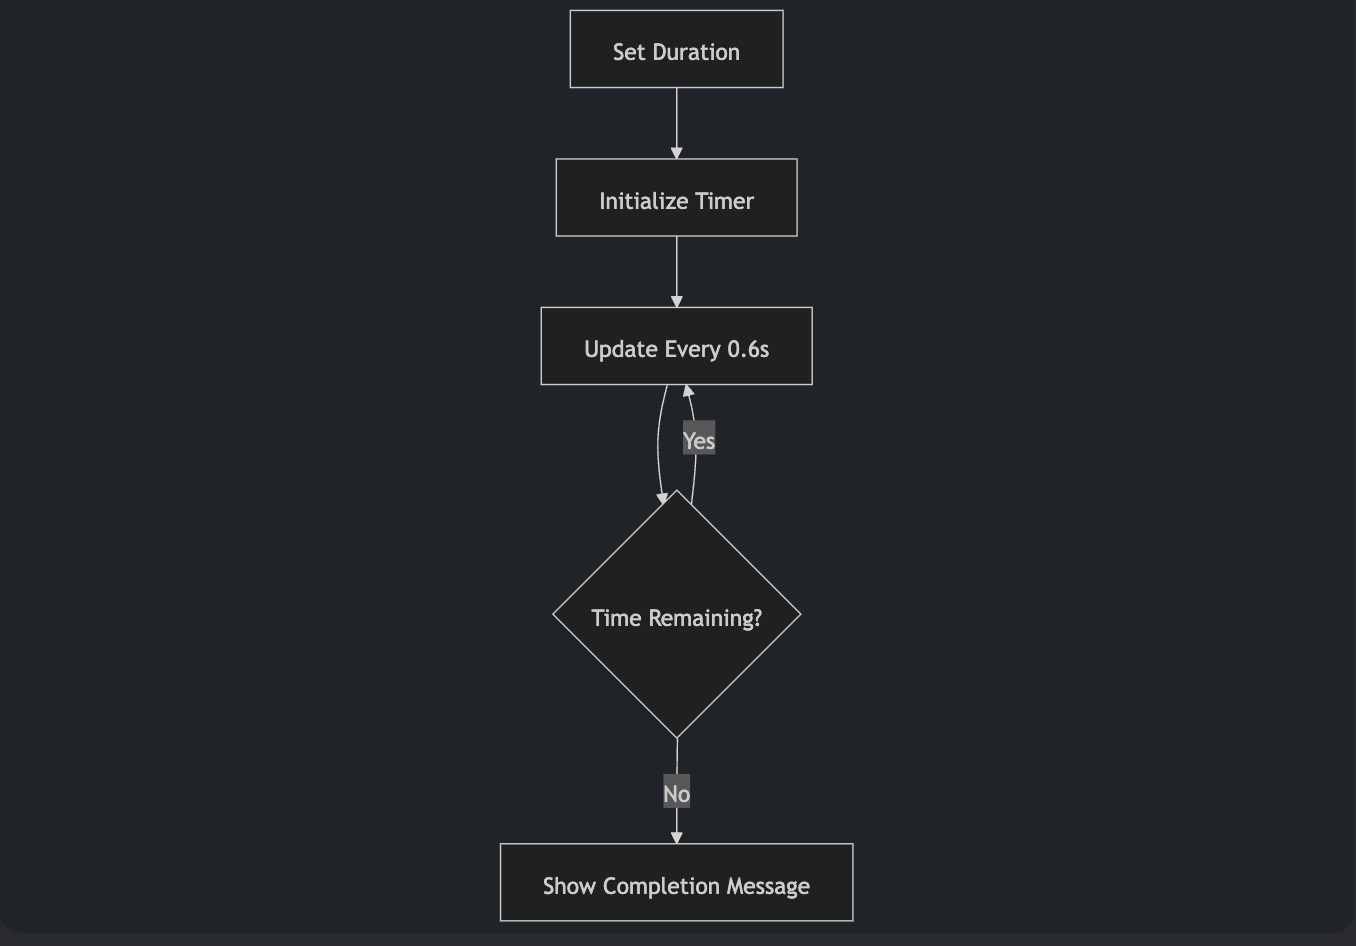 Set Duration
Initialize Timer
Update Every 0.6s
Yes
Time Remaining?
No
Show Completion Message